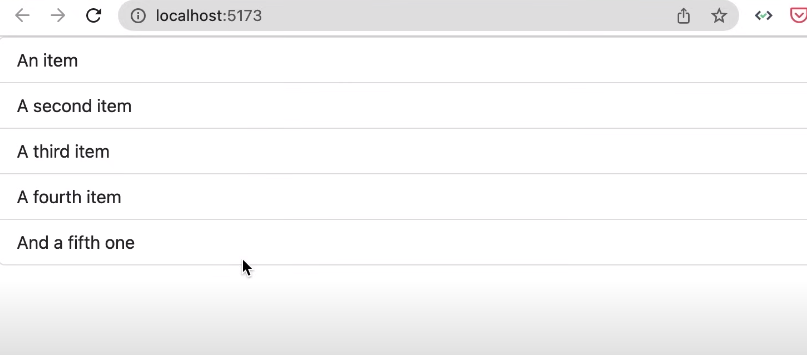 localhost:5173
An item
A second item
A third item
A fourth item
And a fifth one